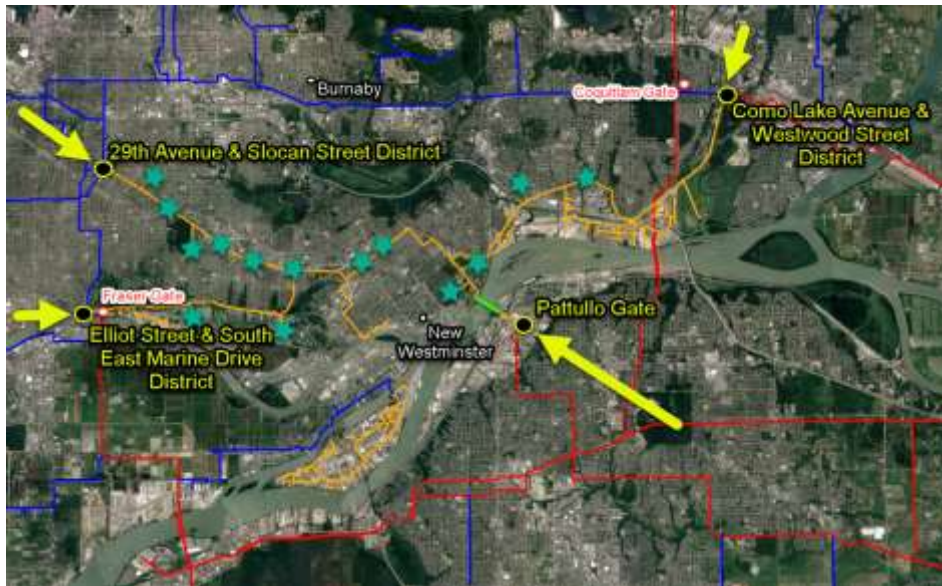 Burnaby
Coquitlam Gate
Como Lake Avenue &
Westwood Street
District
29th Avenue & Slocan Street District
Fraser Gate
Elliot Street & South
East Marine Drive
District
Pattullo Gate
New
Westminster